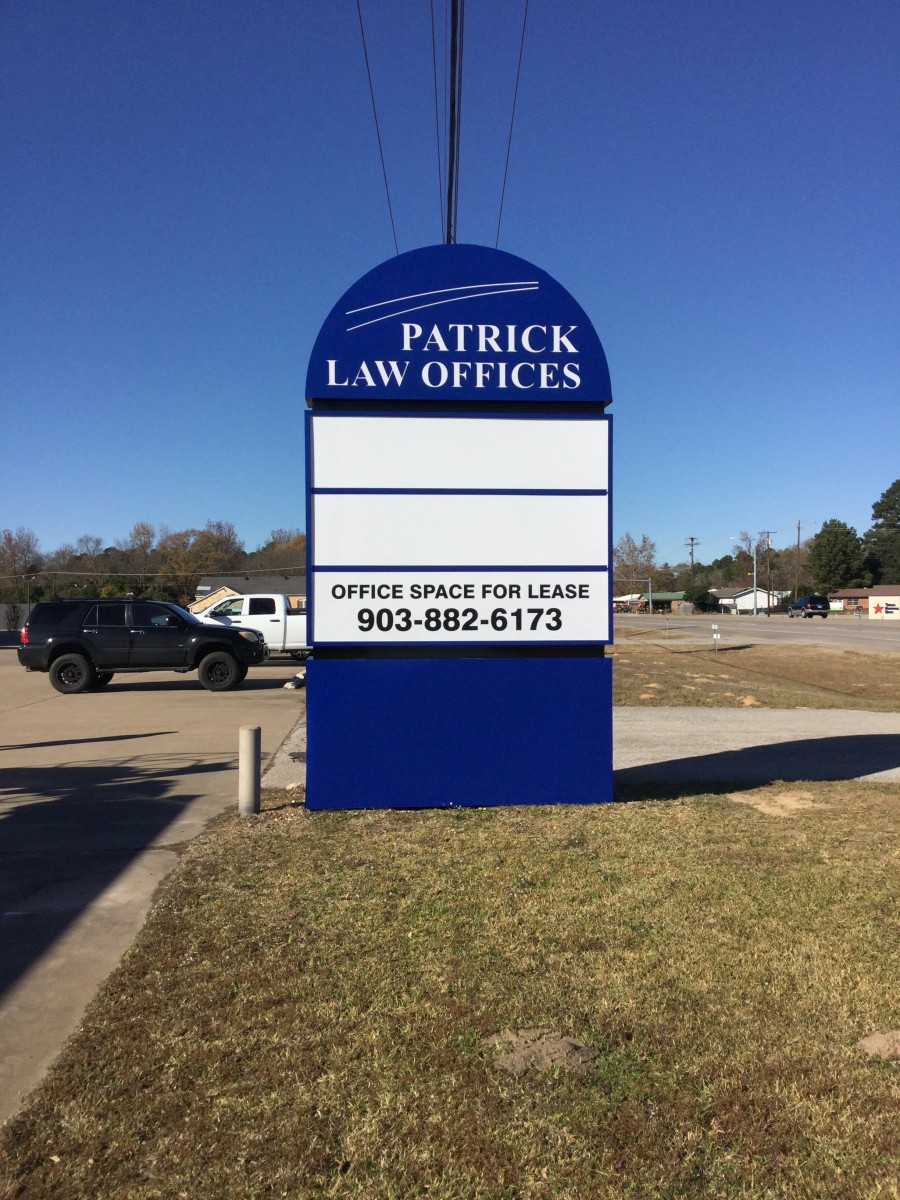 PATRICK
LAW OFFICES
OFFICE SPACE FOR LEASE
903-882-6173